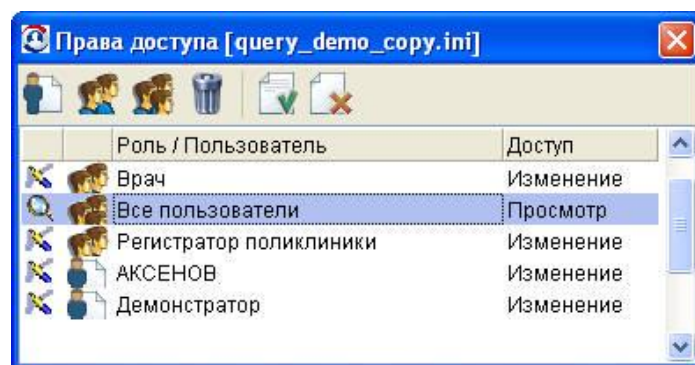 Права доступа [query_demo_copy.ini]
Роль / Пользователь Доступ
Врач Изменение
Все пользователи Просмотр
Регистратор поликлиники Изменение
АКСЕНОВ Изменение
Демонстратор Изменение